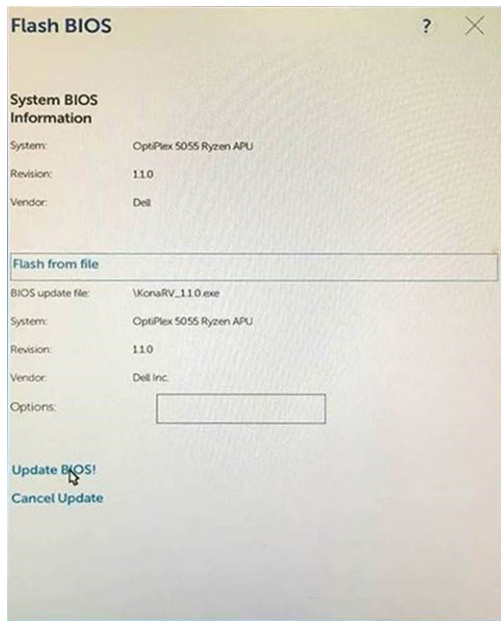 Flash BIOS ?
System BIOS
Information
System: OptiPlex 5055 Ryzen APU
Revision: 1.1.0
Vendor: Dell
Flash from file
BIOS update file: \KonaRV_1.1.0.exe
System: OptiPlex 5055 Ryzen APU
Revision: 1.1.0
Vendor: Dell Inc.
Options:
Update BIOS!
Cancel Update